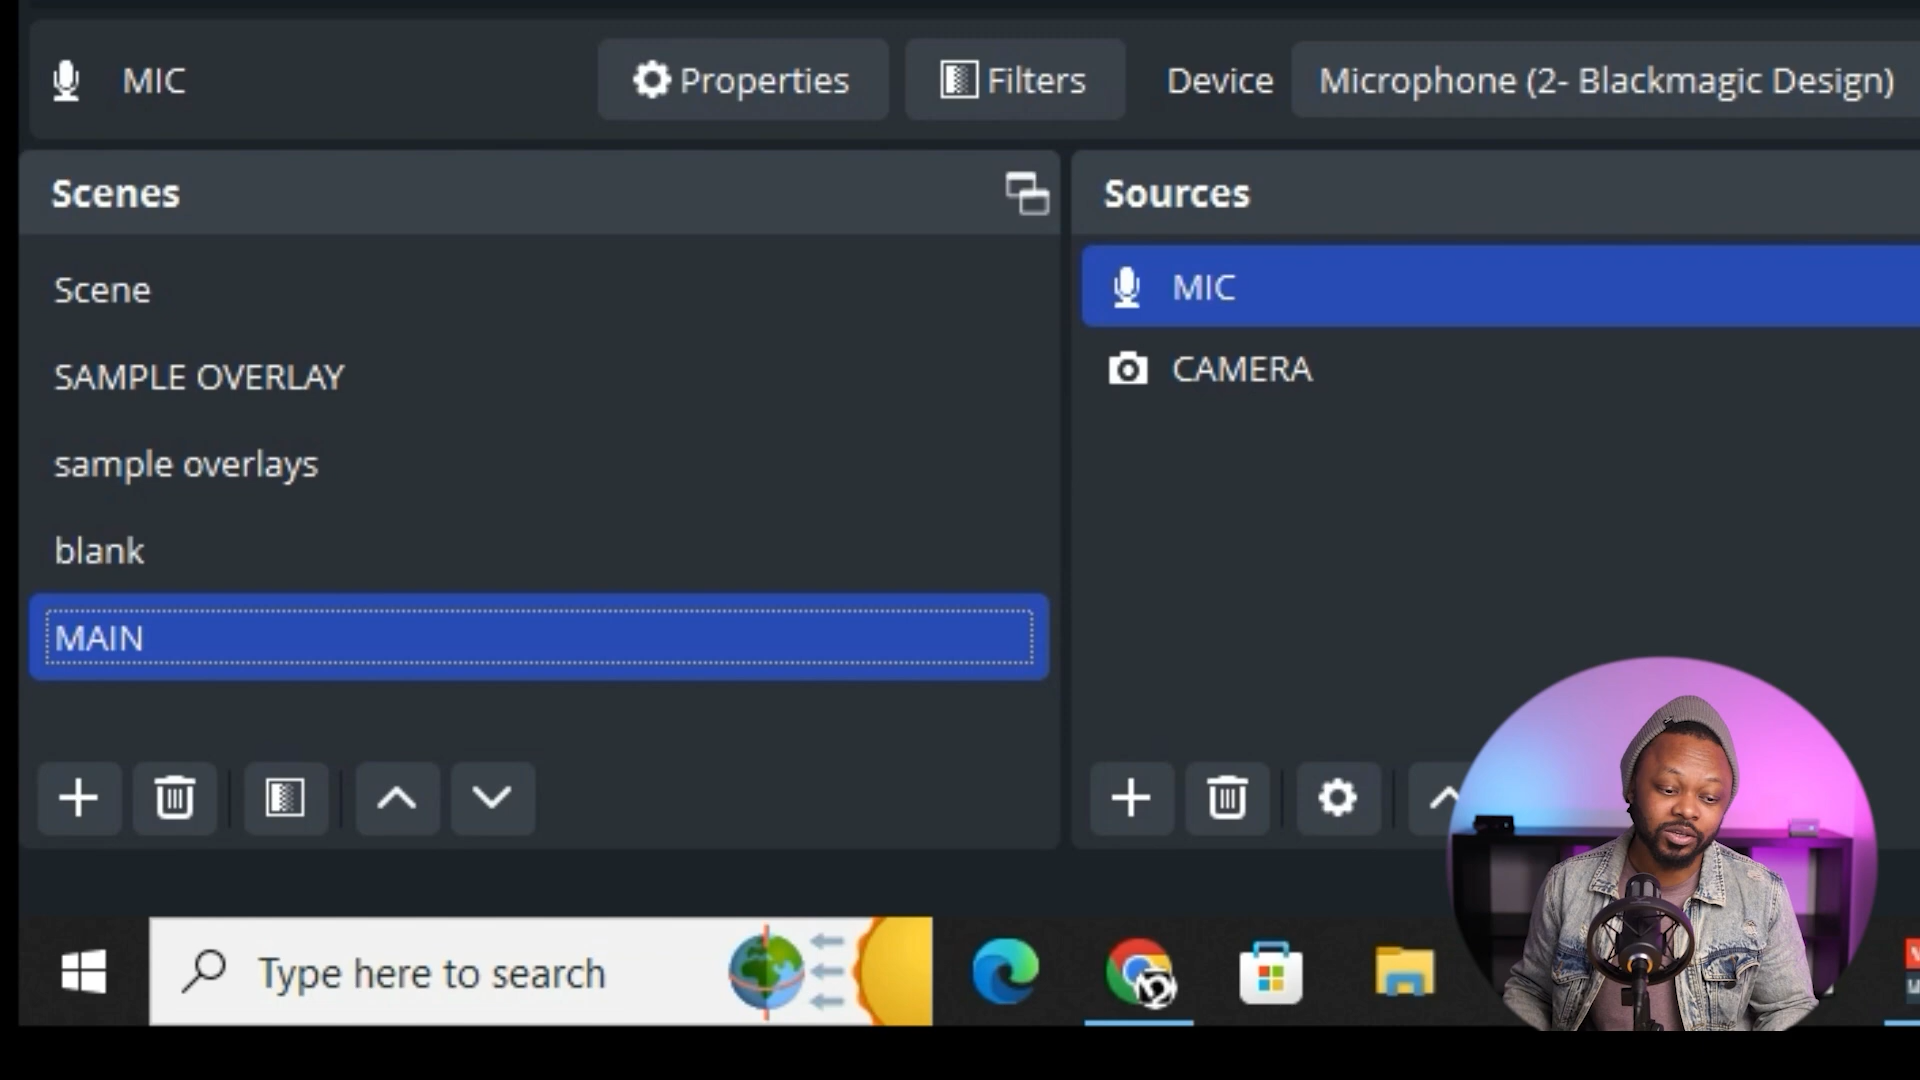 MIC
Properties
Filters
Device
Microphone (2- Blackmagic Design)
Scenes
Scene
SAMPLE OVERLAY
sample overlays
blank
MAIN
Sources
MIC
CAMERA
Type here to search